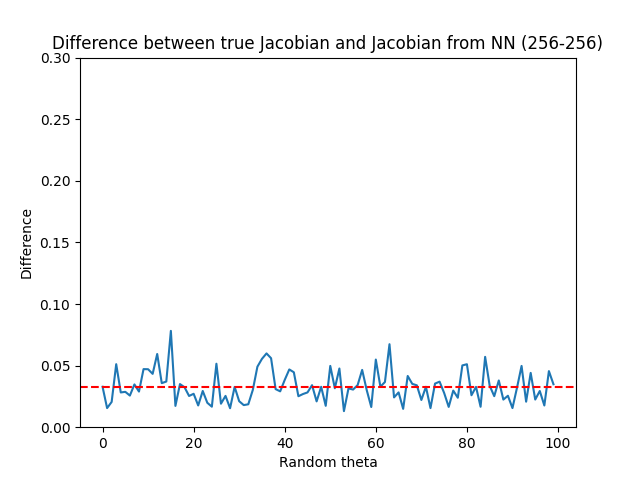 Difference between true Jacobian and Jacobian from NN (256-256)
0.30
0.25
0.20
0.15
0.10
0.05
0.00
Difference
0 20 40 60 80 100
Random theta